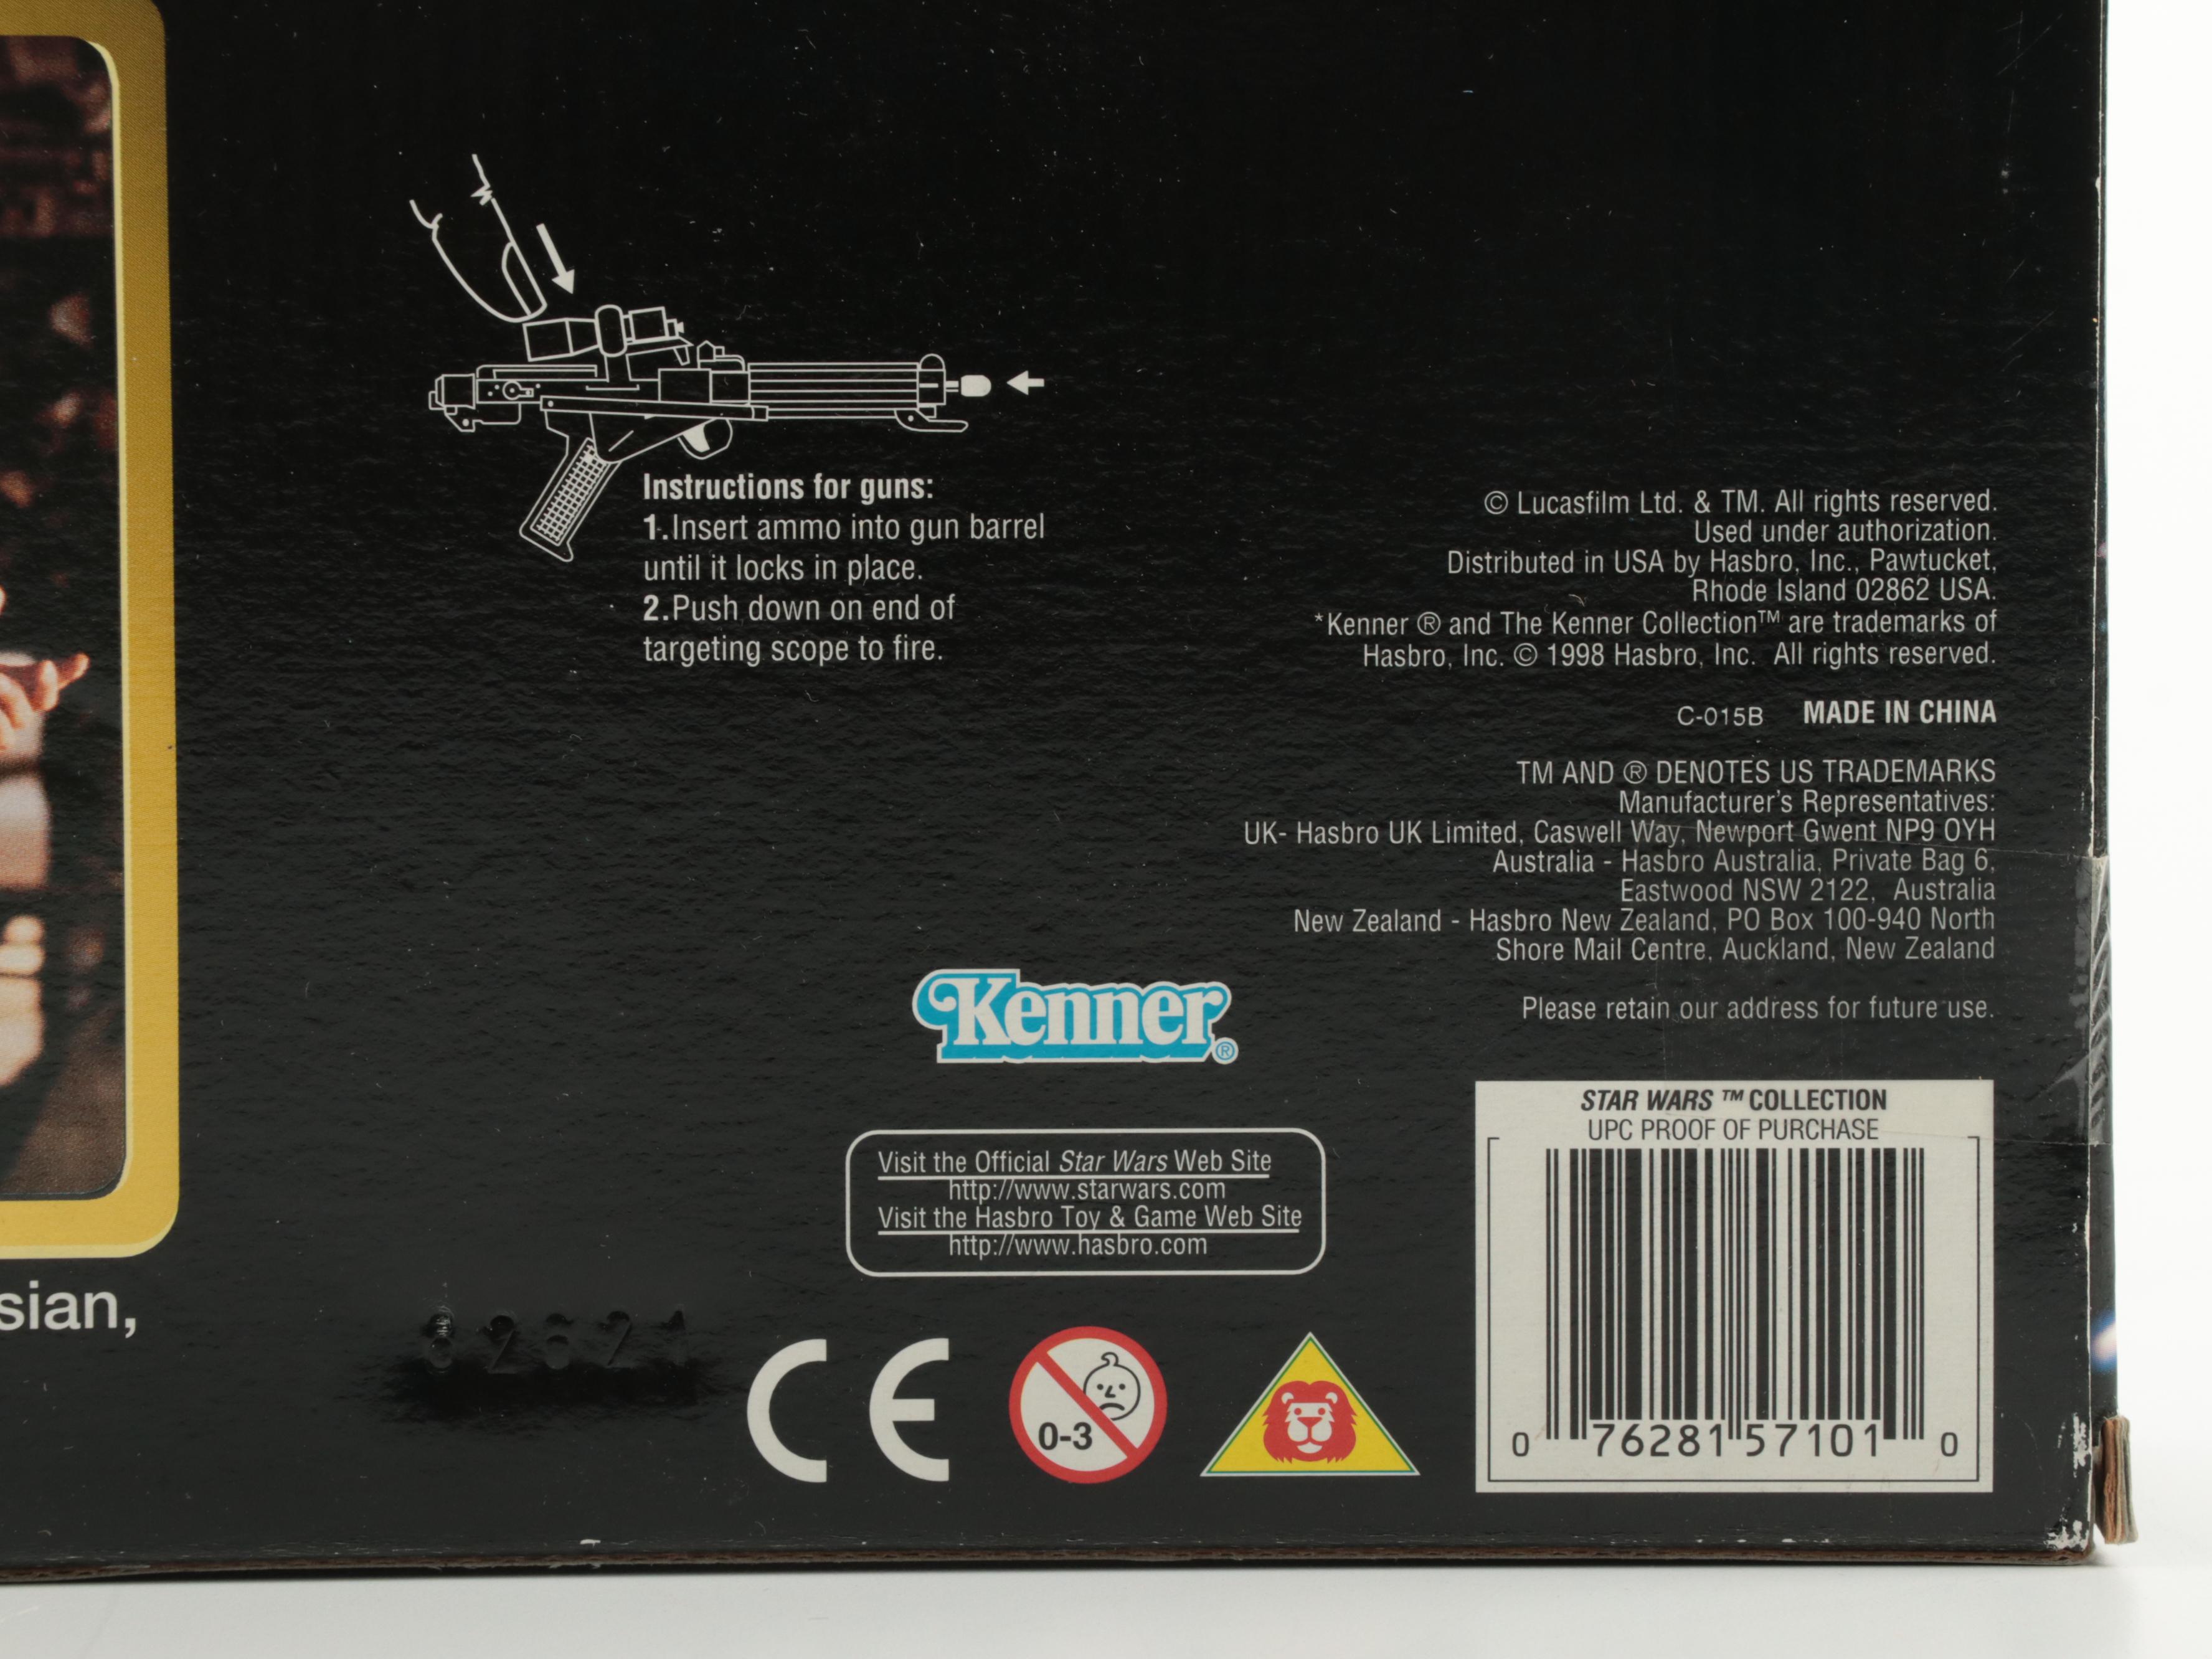 Instructions for guns:
1.Insert ammo into gun barrel
until it locks in place.
2.Push down on end of
targeting scope to fire.
© Lucasfilm Ltd. & TM. All rights reserved.
Used under authorization.
Distributed in USA by Hasbro, Inc., Pawtucket,
Rhode Island 02862 USA.
*Kenner ® and The Kenner Collection™ are trademarks of
Hasbro, Inc. © 1998 Hasbro, Inc. All rights reserved.
C-015B MADE IN CHINA
TM AND ® DENOTES US TRADEMARKS
Manufacturer's Representatives:
UK- Hasbro UK Limited, Caswell Way, Newport Gwent NP9 OYH
Australia - Hasbro Australia, Private Bag 6,
Eastwood NSW 2122, Australia
New Zealand - Hasbro New Zealand, PO Box 100-940 North
Shore Mail Centre, Auckland, New Zealand
Please retain our address for future use.
Kenner®
Visit the Official Star Wars Web Site
http://www.starwars.com
Visit the Hasbro Toy & Game Web Site
http://www.hasbro.com
sian,
CE
0-3
STAR WARS ™ COLLECTION
UPC PROOF OF PURCHASE
0 76281 57101 0